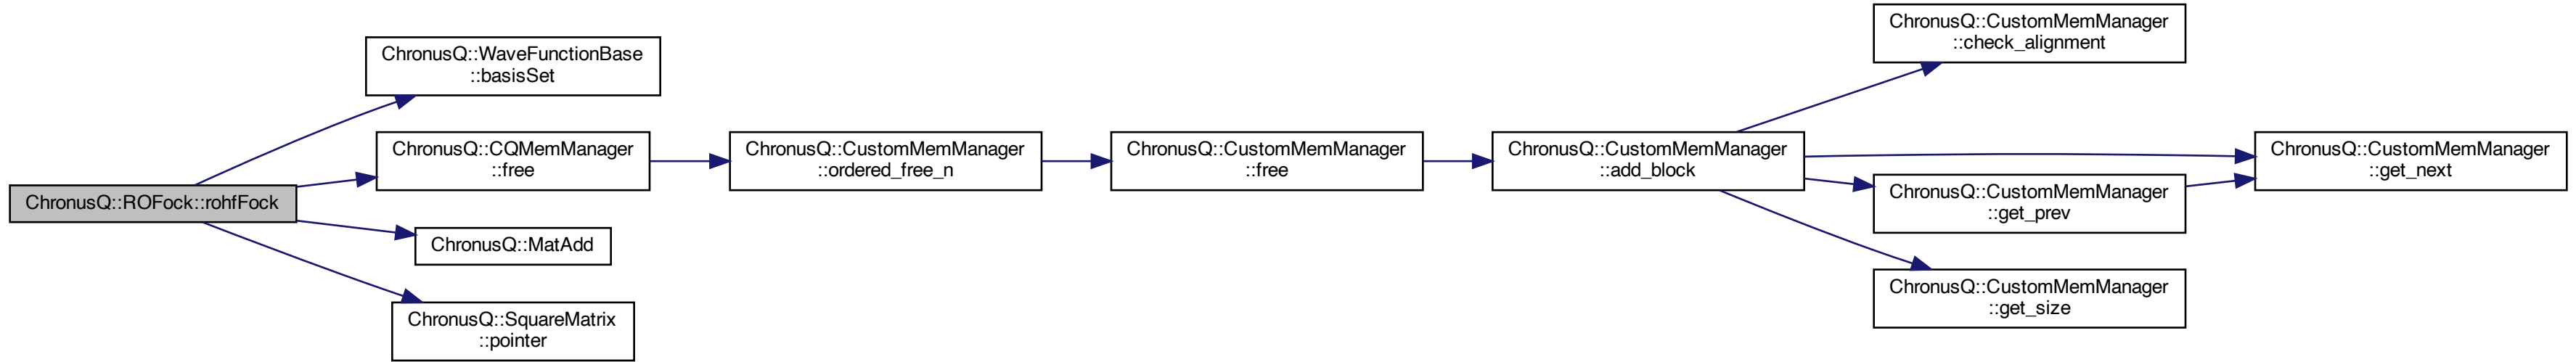 ChronusQ::ROFock::rohfFock
ChronusQ::WaveFunctionBase
::basisSet
ChronusQ::CQMemManager
::free
ChronusQ::MatAdd
ChronusQ::SquareMatrix
::pointer
ChronusQ::CustomMemManager
::ordered_free_n
ChronusQ::CustomMemManager
::free
ChronusQ::CustomMemManager
::add_block
ChronusQ::CustomMemManager
::check_alignment
ChronusQ::CustomMemManager
::get_prev
ChronusQ::CustomMemManager
::get_size
ChronusQ::CustomMemManager
::get_next